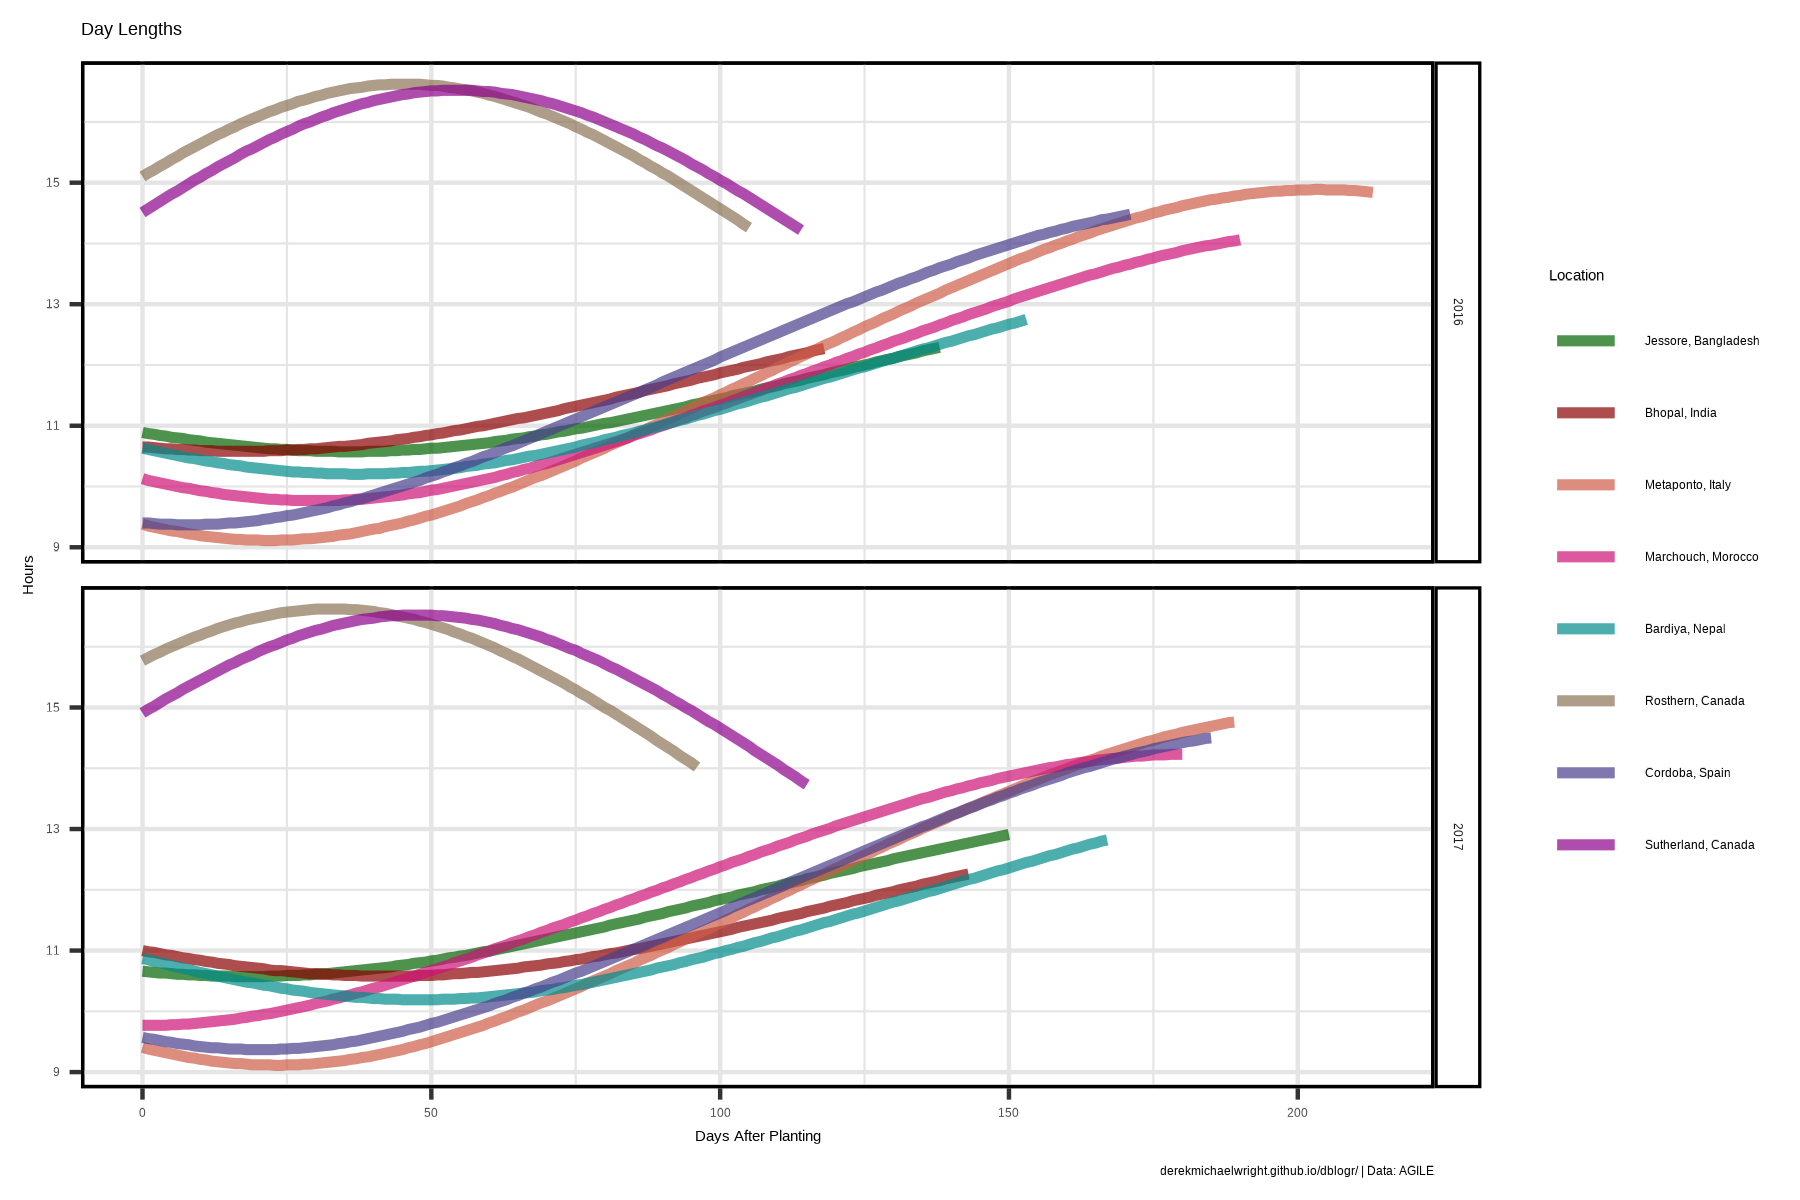 Day Lengths
15
13
11
9
2016
15
13
11
9
2017
Hours
0
50
100
150
200
Days After Planting
Location
Jessore, Bangladesh
Bhopal, India
Metaponto, Italy
Marchouch, Morocco
Bardiya, Nepal
Rosthern, Canada
Cordoba, Spain
Sutherland, Canada
derekmichaelwright.github.io/dblogr/ | Data: AGILE